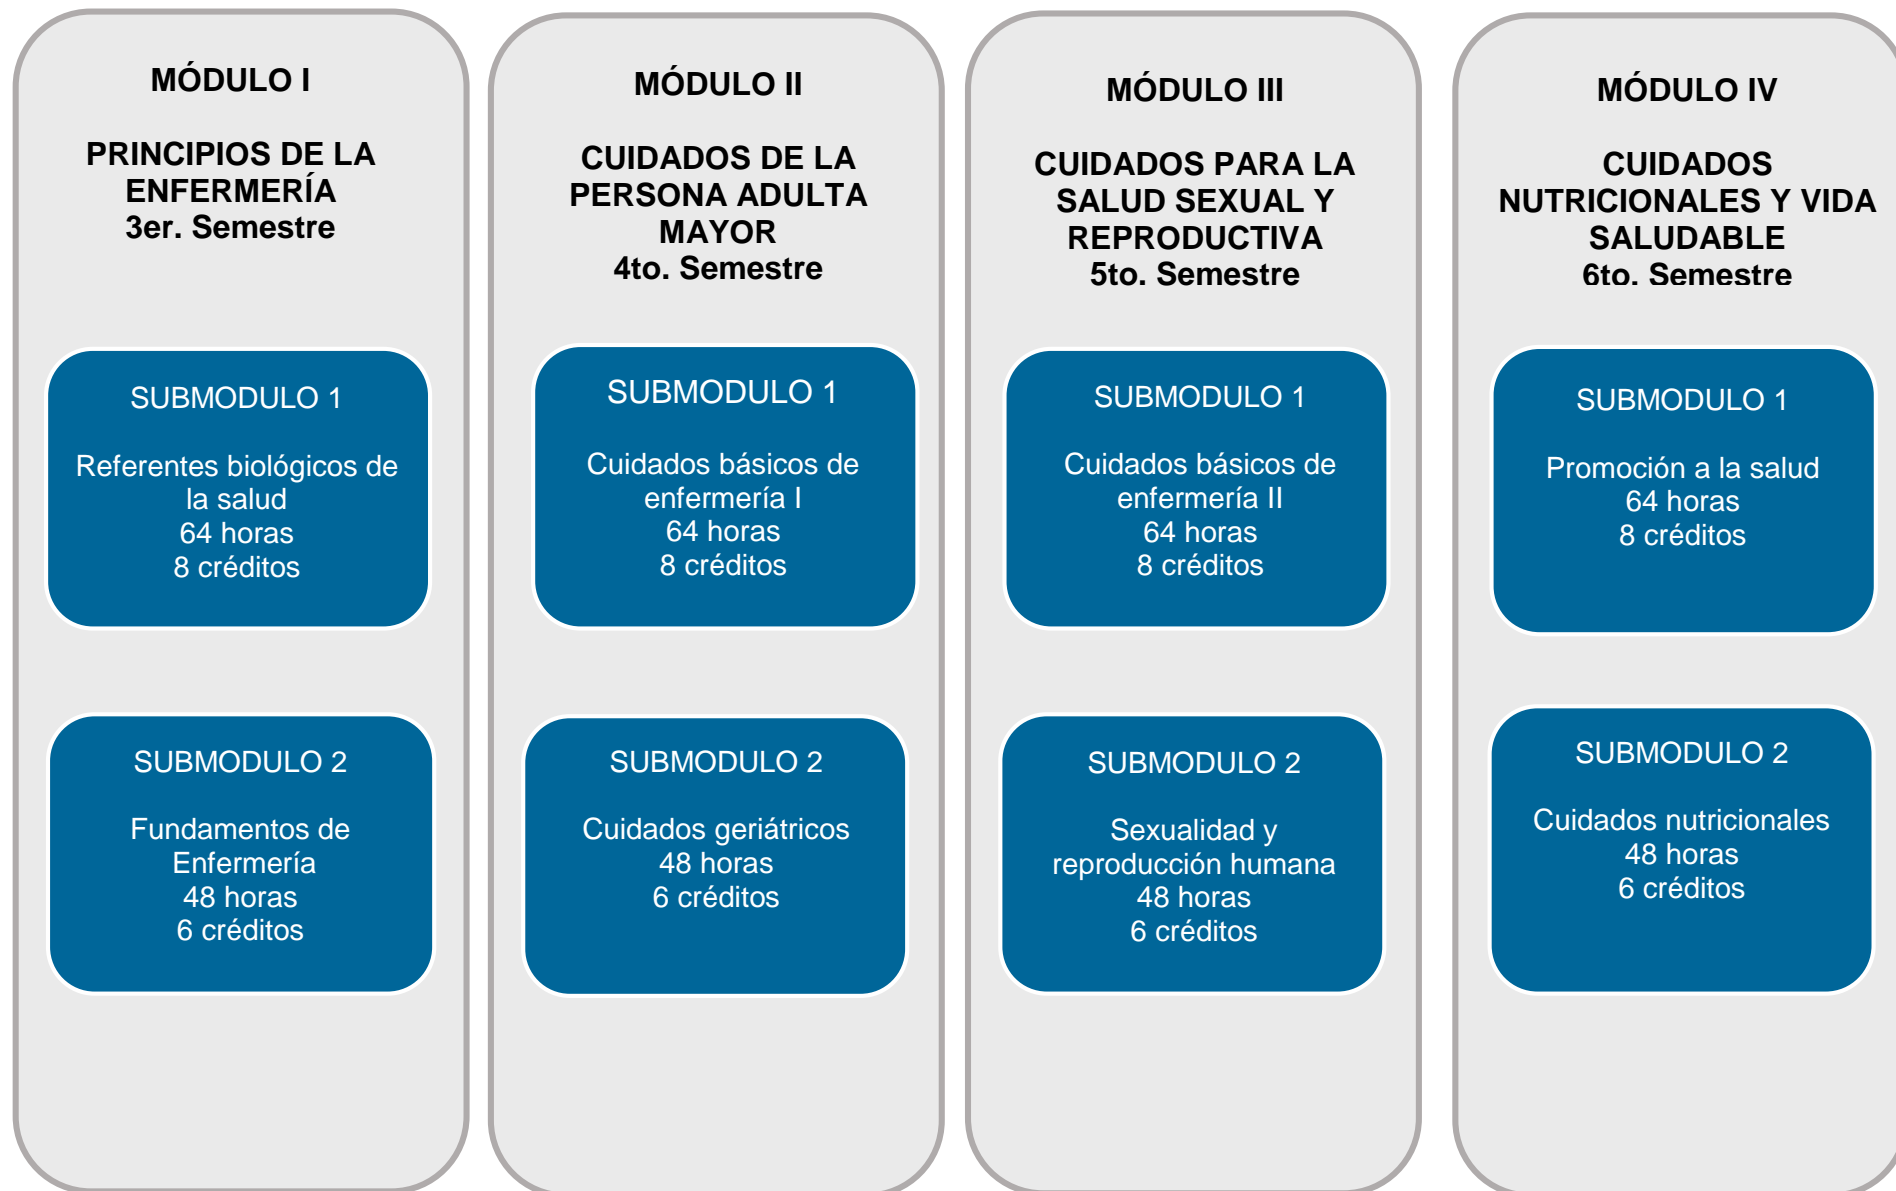 MÓDULO I
PRINCIPIOS DE LA
ENFERMERÍA
3er. Semestre
SUBMODULO 1
Referentes biológicos de
la salud
64 horas
8 créditos
SUBMODULO 2
Fundamentos de
Enfermería
48 horas
6 créditos
MÓDULO II
CUIDADOS DE LA
PERSONA ADULTA
MAYOR
4to. Semestre
SUBMODULO 1
Cuidados básicos de
enfermería I
64 horas
8 créditos
SUBMODULO 2
Cuidados geriátricos
48 horas
6 créditos
MÓDULO III
CUIDADOS PARA LA
SALUD SEXUAL Y
REPRODUCTIVA
5to. Semestre
SUBMODULO 1
Cuidados básicos de
enfermería II
64 horas
8 créditos
SUBMODULO 2
Sexualidad y
reproducción humana
48 horas
6 créditos
MÓDULO IV
CUIDADOS
NUTRICIONALES Y VIDA
SALUDABLE
6to. Semestre
SUBMODULO 1
Promoción a la salud
64 horas
8 créditos
SUBMODULO 2
Cuidados nutricionales
48 horas
6 créditos